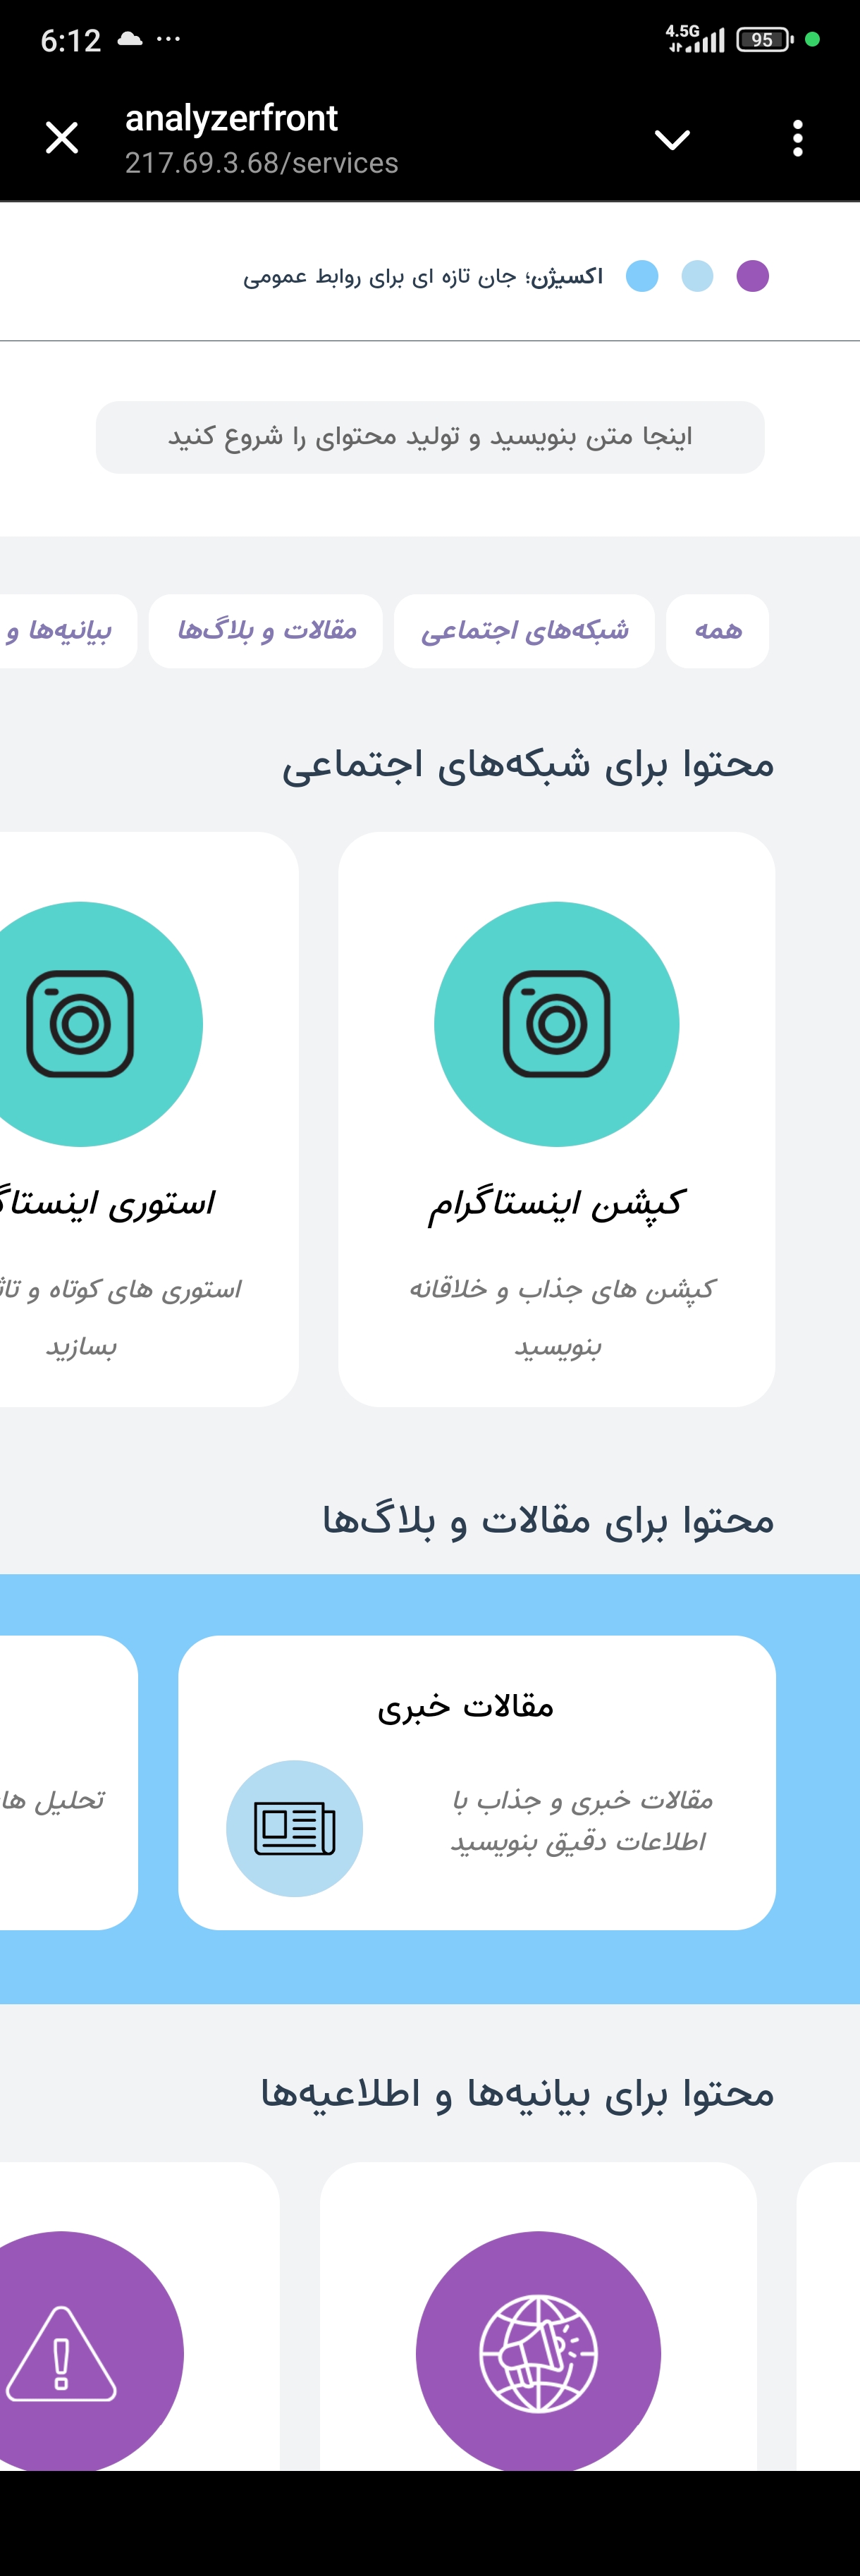 6:12
4.5G
95
analyzerfront
217.69.3.68/services
اکسیژن؛ جان تازه ای برای روابط عمومی
اینجا متن بنویسید و تولید محتوای را شروع کنید
همه
شبکه‌های اجتماعی
مقالات و بلاگ‌ها
بیانیه‌ها و
محتوا برای شبکه‌های اجتماعی
کپشن اینستاگرام
کپشن های جذاب و خلاقانه
بنویسید
استوری
استوری های کوتاه و
بسازید
محتوا برای مقالات و بلاگ‌ها
مقالات خبری
مقالات خبری و جذاب با
اطلاعات دقیق بنویسید
تحلیل ها
محتوا برای بیانیه‌ها و اطلاعیه‌ها